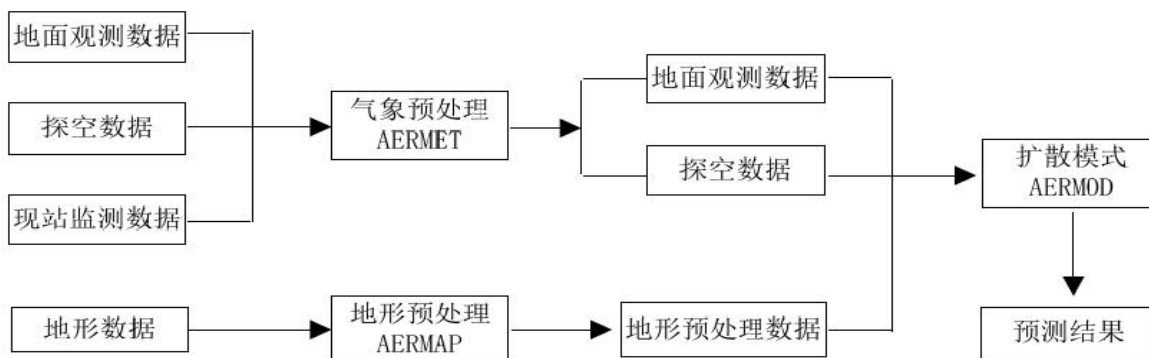 地面观测数据
探空数据
现站监测数据
气象预处理
AERMET
地面观测数据
探空数据
扩散模式
AERMOD
地形数据
地形预处理
AERMAP
地形预处理数据
预测结果